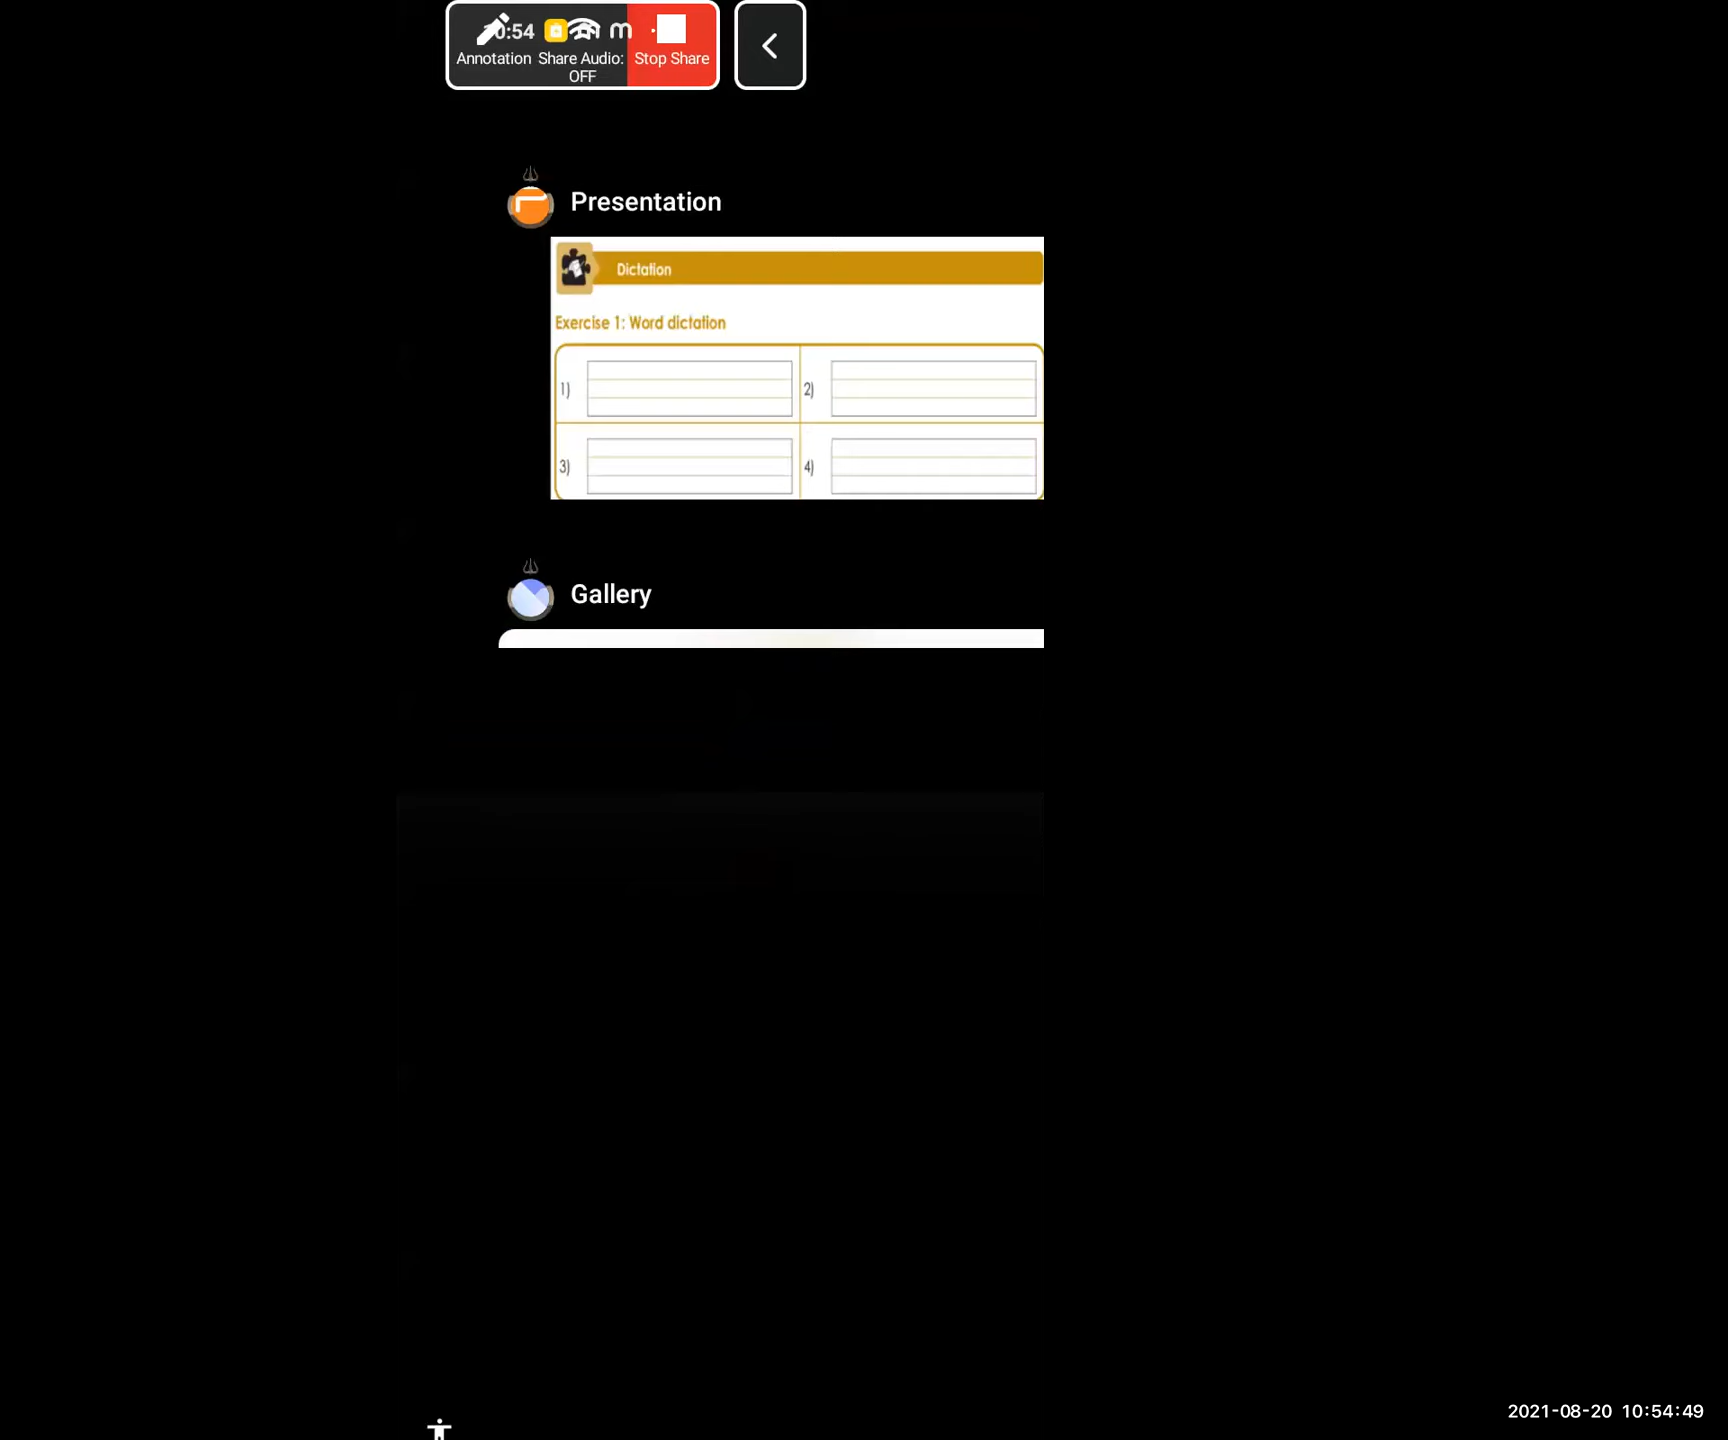 :54 m
Annotation Share Audio: Stop Share
OFF
Presentation
Dictation
Exercise 1: Word dictation
1) 2)
3) 4)
Gallery
2021-08-20 10:54:49